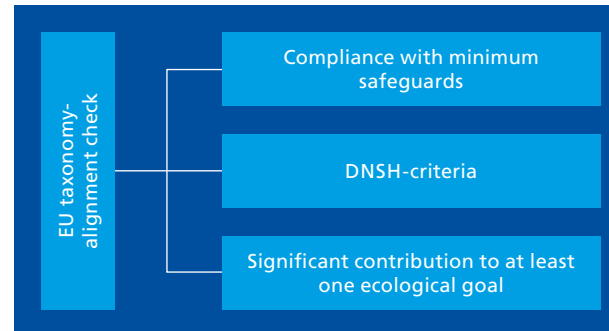 EU taxonomy-
alignment check
Compliance with minimum
safeguards
DNSH-criteria
Significant contribution to at least
one ecological goal